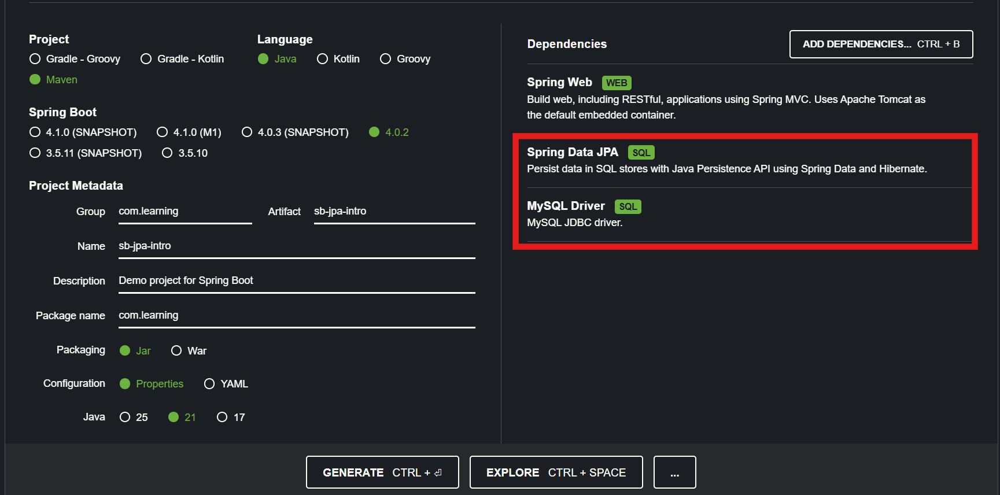 Project
Gradle - Groovy Gradle - Kotlin
Maven
Language
Java Kotlin Groovy
Spring Boot
4.1.0 (SNAPSHOT) 4.1.0 (M1) 4.0.3 (SNAPSHOT) 4.0.2
3.5.11 (SNAPSHOT) 3.5.10
Project Metadata
Group com.learning Artifact sb-jpa-intro
Name sb-jpa-intro
Description Demo project for Spring Boot
Package name com.learning
Packaging Jar War
Configuration Properties YAML
Java 25 21 17
Dependencies ADD DEPENDENCIES... CTRL + B
Spring Web WEB
Build web, including RESTful, applications using Spring MVC. Uses Apache Tomcat as
the default embedded container.
Spring Data JPA SQL
Persist data in SQL stores with Java Persistence API using Spring Data and Hibernate.
MySQL Driver SQL
MySQL JDBC driver.
GENERATE CTRL + ⏎ EXPLORE CTRL + SPACE ...